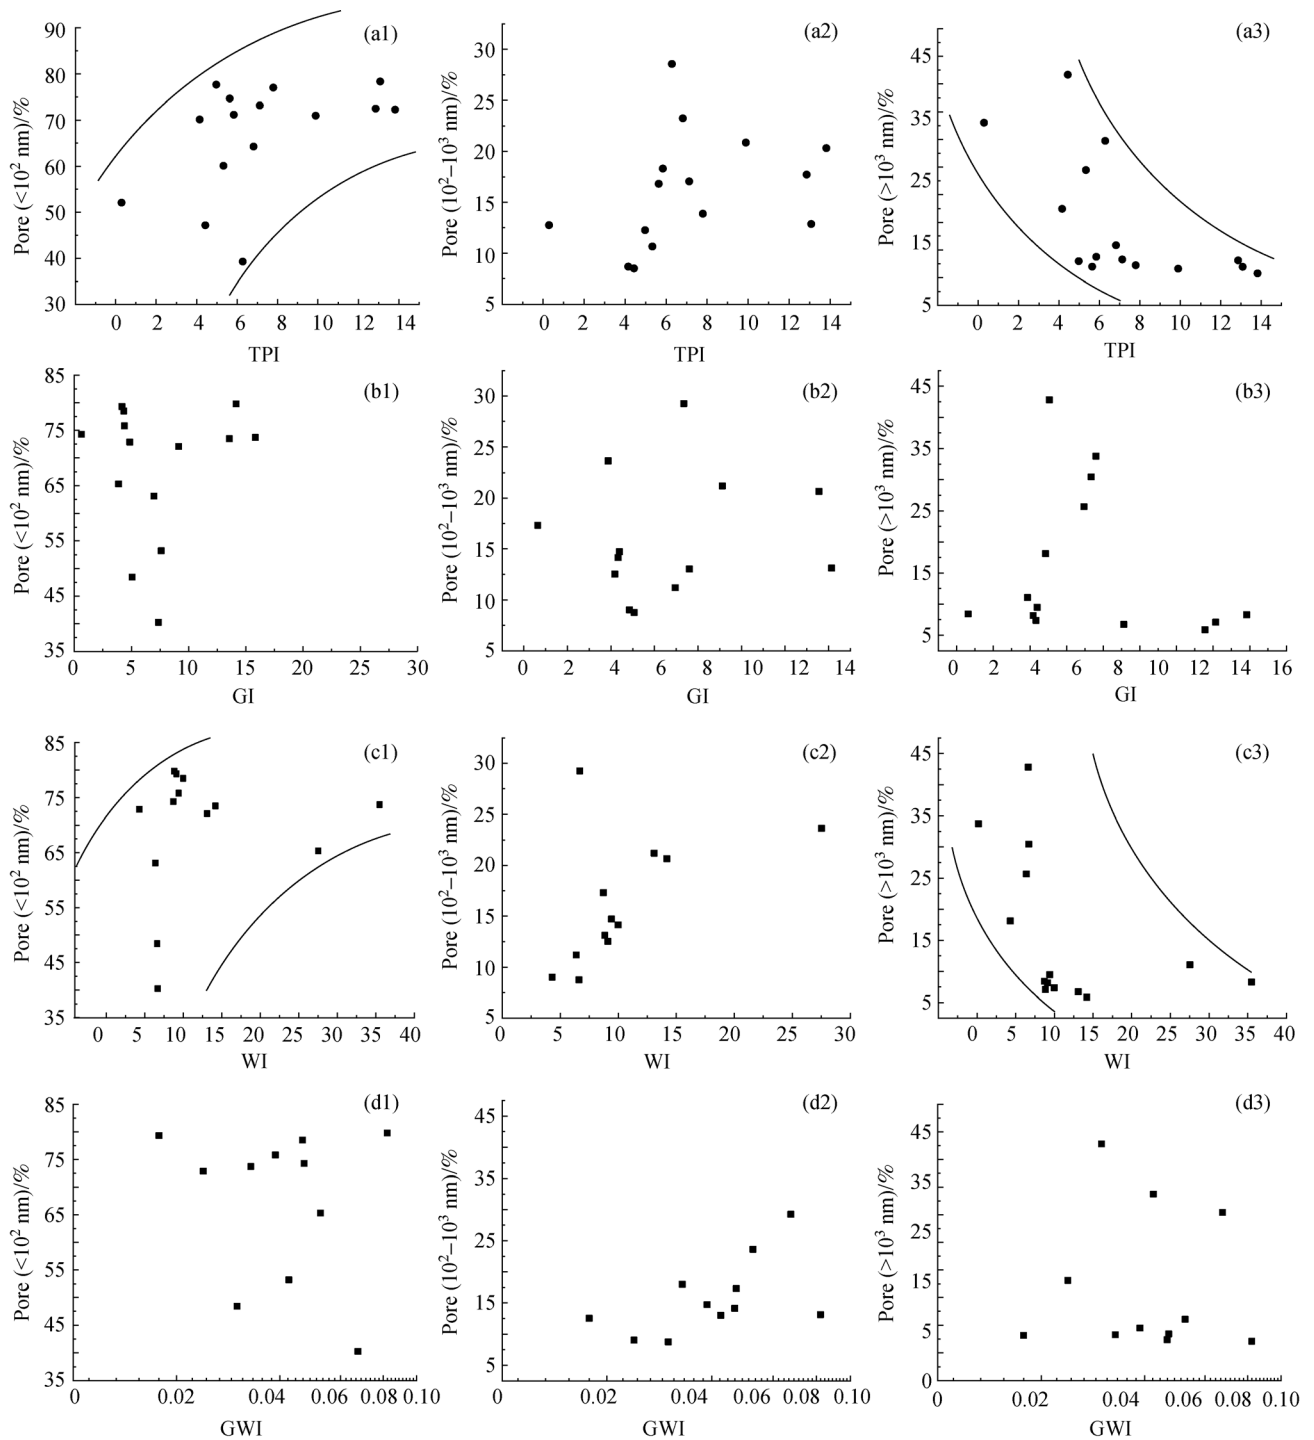 (a1)
Pore (<10² nm)/%
90
80
70
60
50
40
30
0 2 4 6 8 10 12 14
TPI
(a2)
Pore (10²–10³ nm)/%
30
25
20
15
10
5
0 2 4 6 8 10 12 14
TPI
(a3)
Pore (>10³ nm)/%
45
35
25
15
5
0 2 4 6 8 10 12 14
TPI
(b1)
Pore (<10² nm)/%
85
75
65
55
45
35
0 5 10 15 20 25 30
GI
(b2)
Pore (10²–10³ nm)/%
30
25
20
15
10
5
0 2 4 6 8 10 12 14
GI
(b3)
Pore (>10³ nm)/%
45
35
25
15
5
0 2 4 6 8 10 12 14 16
GI
(c1)
Pore (<10² nm)/%
85
75
65
55
45
35
0 5 10 15 20 25 30 35 40
WI
(c2)
Pore (10²–10³ nm)/%
30
25
20
15
10
5
0 5 10 15 20 25 30
WI
(c3)
Pore (>10³ nm)/%
45
35
25
15
5
0 5 10 15 20 25 30 35 40
WI
(d1)
Pore (<10² nm)/%
85
75
65
55
45
35
0 0.02 0.04 0.06 0.08 0.10
GWI
(d2)
Pore (10²–10³ nm)/%
45
35
25
15
5
0 0.02 0.04 0.06 0.08 0.10
GWI
(d3)
Pore (>10³ nm)/%
45
35
25
15
5
0
0 0.02 0.04 0.06 0.08 0.10
GWI